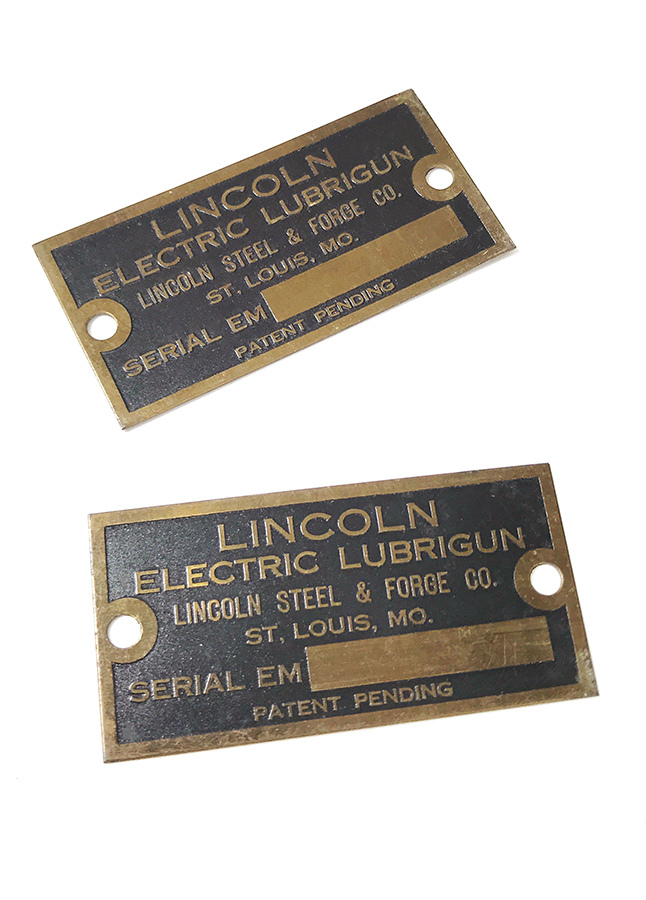 LINCOLN
ELECTRIC LUBRIGUN
LINCOLN STEEL & FORGE CO.
ST. LOUIS, MO.
SERIAL EM
PATENT PENDING
LINCOLN
ELECTRIC LUBRIGUN
LINCOLN STEEL & FORGE CO.
ST. LOUIS, MO.
SERIAL EM
PATENT PENDING